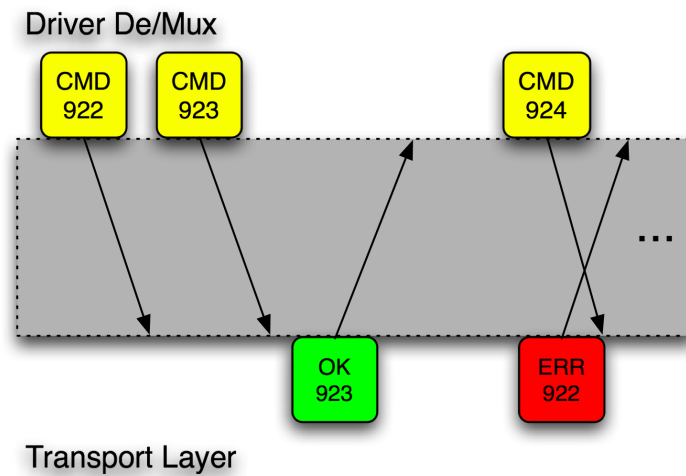 Driver De/Mux
CMD
922
CMD
923
CMD
924
...
OK
923
ERR
922
Transport Layer